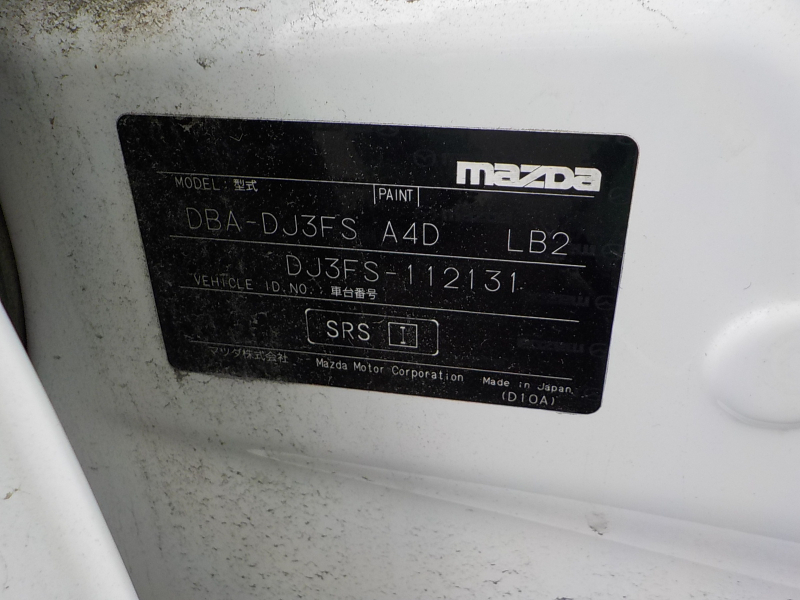 mazda
MODEL: 型式 PAINT
DBA-DJ3FS A4D LB2
DJ3FS-112131
VEHICLE ID.NO.: 車台番号
SRS I
マツダ株式会社 Mazda Motor Corporation Made in Japan
(D10A)